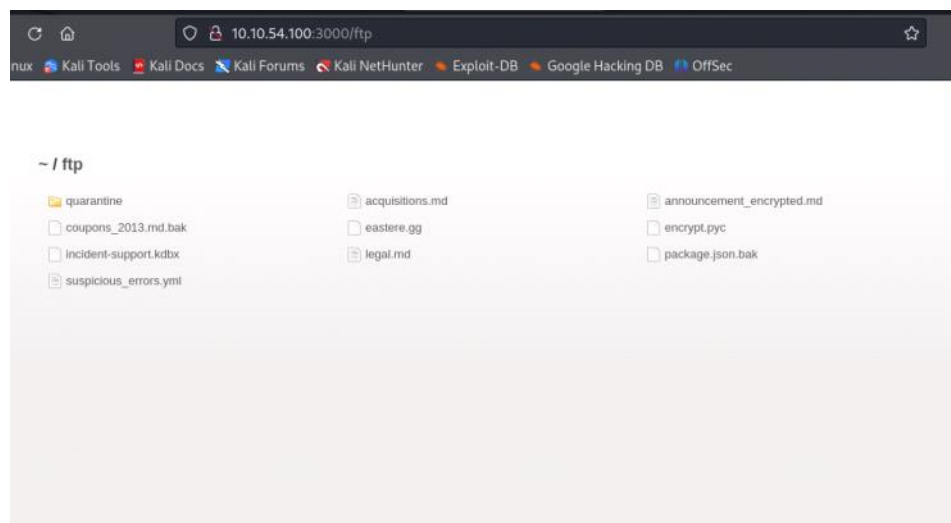 10.10.54.100:3000/ftp
nux Kali Tools Kali Docs Kali Forums Kali NetHunter Exploit-DB Google Hacking DB OffSec
~ / ftp
quarantine acquisitions.md announcement_encrypted.md
coupons_2013.md.bak eastere.gg encrypt.pyc
incident-support.kdbx legal.md package.json.bak
suspicious_errors.yml